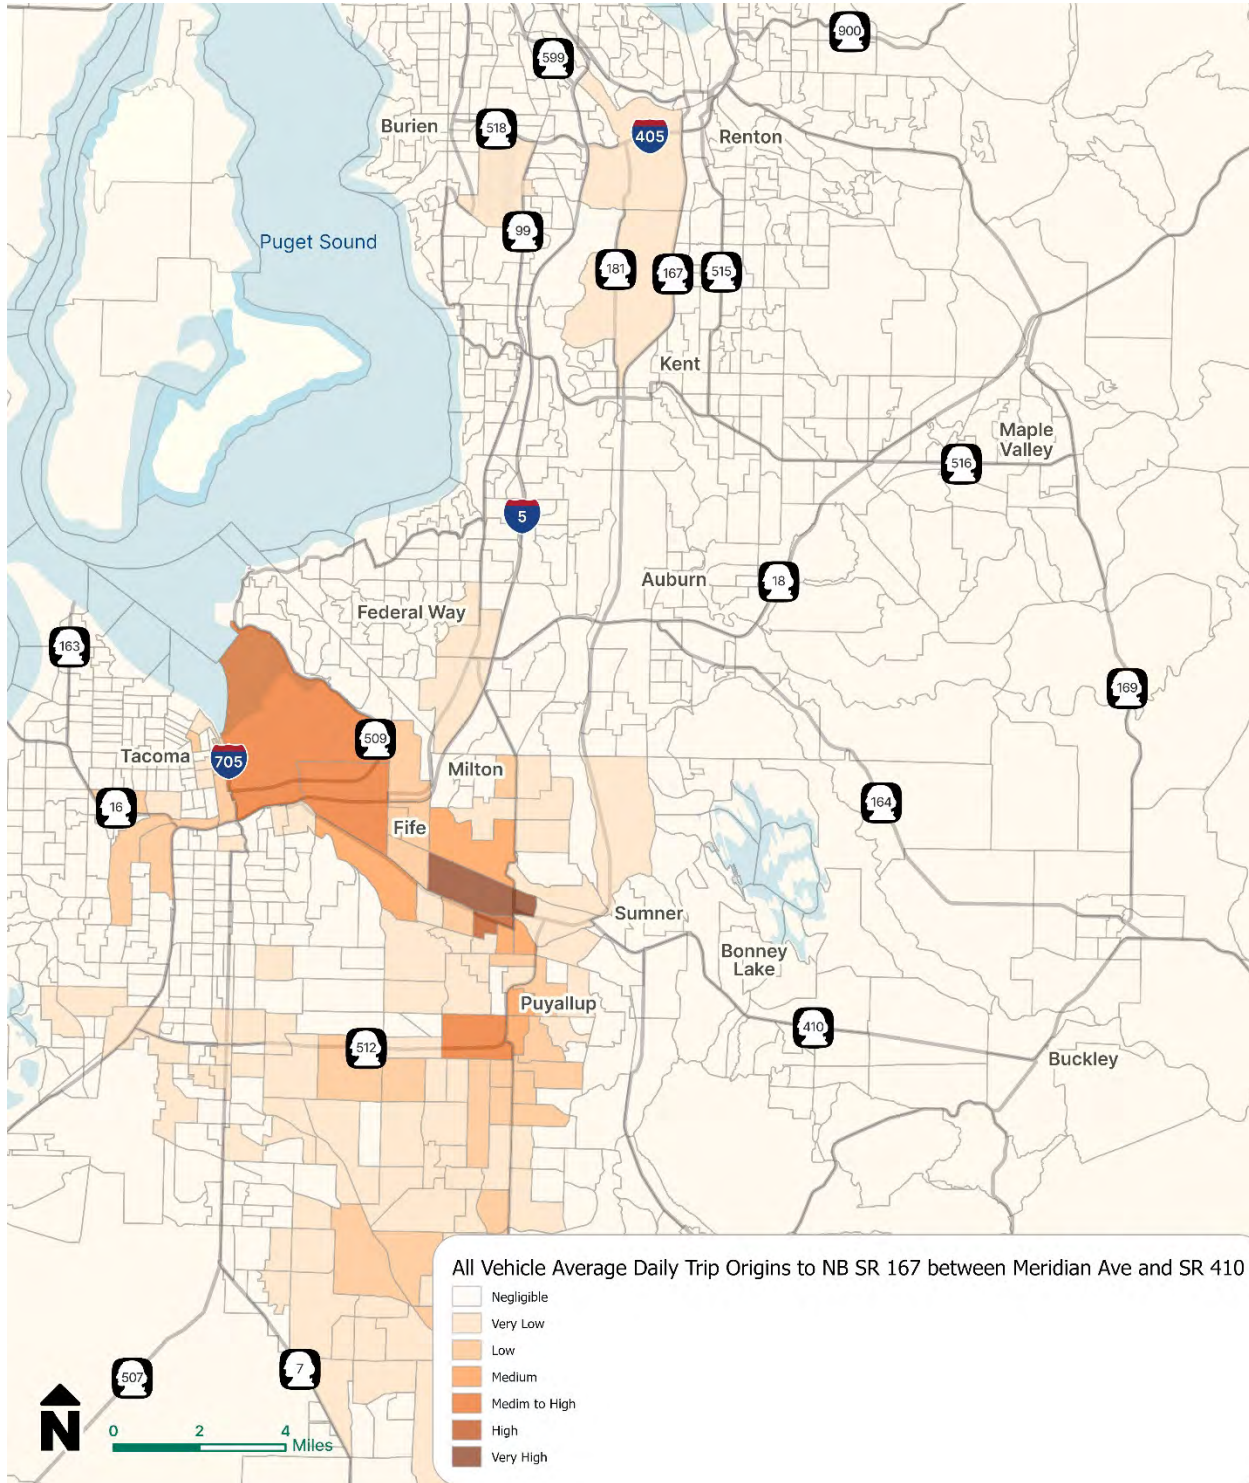 900
599
Burien
518
405
Renton
Puget Sound
99
181
167
515
Kent
Maple
Valley
516
5
Auburn
18
Federal Way
163
169
509
Tacoma
705
Milton
16
164
Fife
Sumner
Bonney
Lake
Puyallup
410
512
Buckley
All Vehicle Average Daily Trip Origins to NB SR 167 between Meridian Ave and SR 410
Negligible
Very Low
Low
Medium
Medim to High
High
Very High
507
7
N
0 2 4
Miles